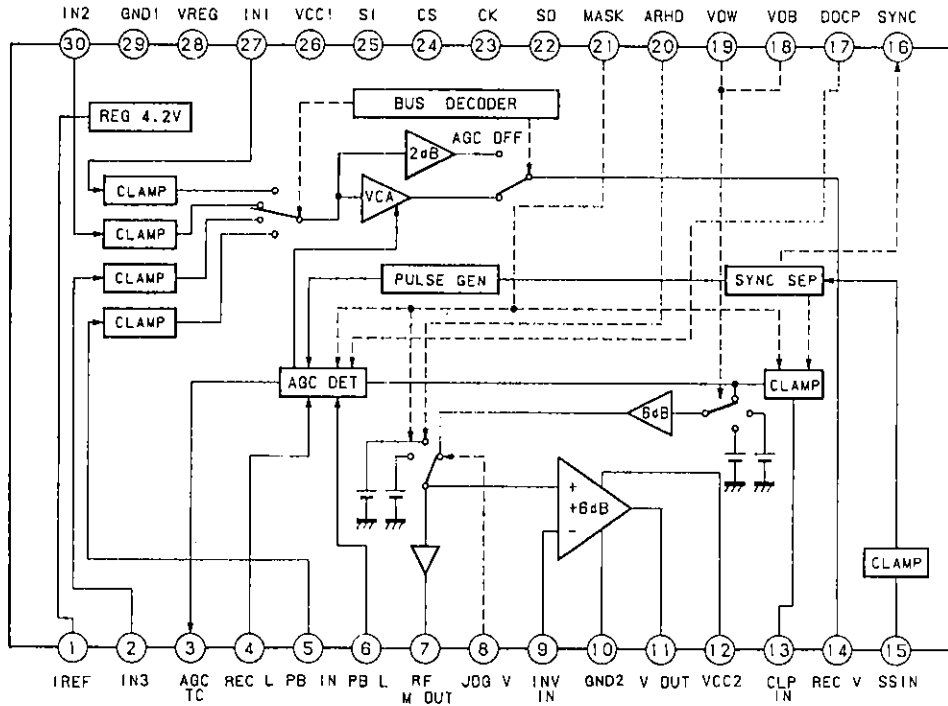 IN2 GND1 VREG IN1 VCC1 SI CS CK SO MASK ARHD VOW VOB DOCP SYNC
30 29 28 27 26 25 24 23 22 21 20 19 18 17 16
BUS DECODER
REG 4.2V
AGC OFF
2dB
CLAMP
VCA
CLAMP
CLAMP
PULSE GEN
SYNC SEP
CLAMP
AGC DET
CLAMP
6dB
+
+6dB
-
CLAMP
1 2 3 4 5 6 7 8 9 10 11 12 13 14 15
IREF IN3 AGC TC REC L PB IN PB L RF M OUT JOG V INV IN GND2 V OUT VCC2 CLP IN REC V SSIN